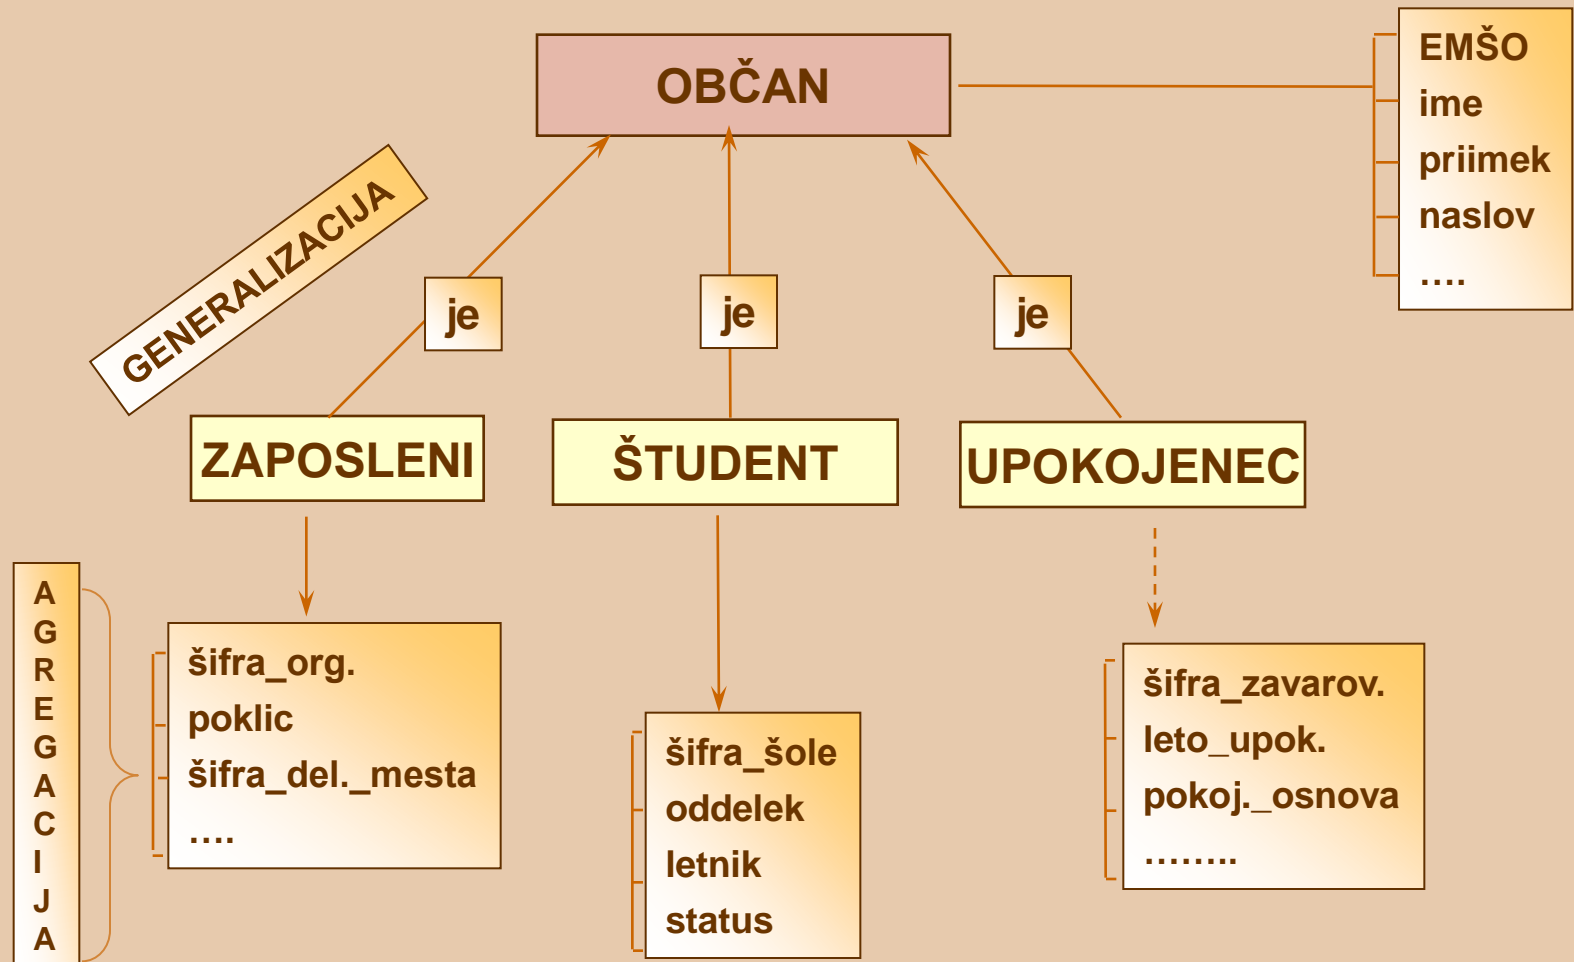 OBČAN
EMŠO
ime
priimek
naslov
....
GENERALIZACIJA
je
je
je
ZAPOSLENI
ŠTUDENT
UPOKOJENEC
AGREGACIJA
šifra_org.
poklic
šifra_del._mesta
....
šifra_šole
oddelek
letnik
status
šifra_zavarov.
leto_upok.
pokoj._osnova
........